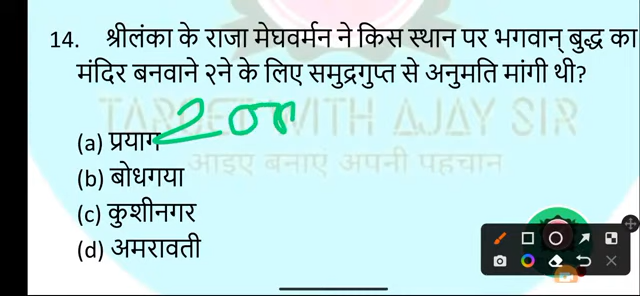 14. श्रीलंका के राजा मेघवर्मन ने किस स्थान पर भगवान् बुद्ध का
मंदिर बनवाने २ने के लिए समुद्रगुप्त से अनुमति मांगी थी?
TARGET WITH AJAY SIR
(a) प्रयाग
आइए बनाएं अपनी पहचान
(b) बोधगया
(c) कुशीनगर
(d) अमरावती